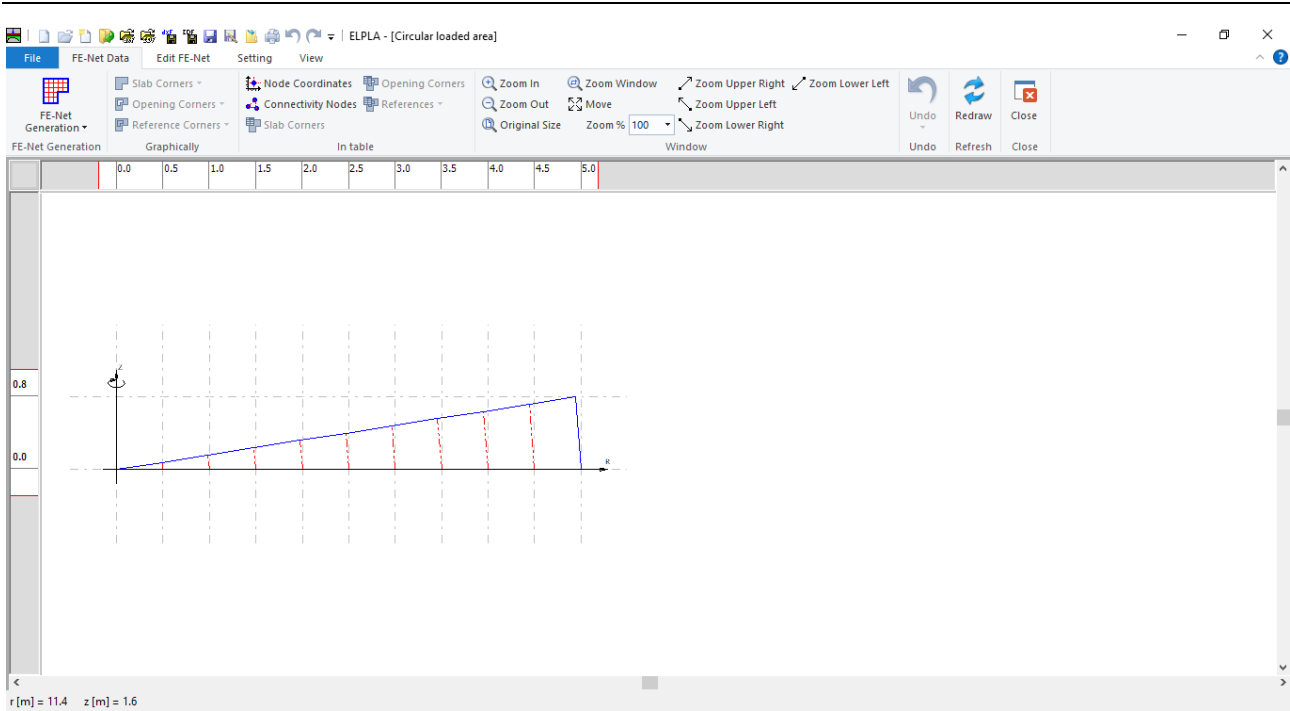 ELPLA - [Circular loaded area]
File FE-Net Data Edit FE-Net Setting View
Slab Corners Node Coordinates Opening Corners Zoom In Zoom Window Zoom Upper Right Zoom Lower Left
Opening Corners Connectivity Nodes References Zoom Out Move Zoom Upper Left
FE-Net Generation Reference Corners Slab Corners Original Size Zoom % 100 Zoom Lower Right Undo Redraw Close
FE-Net Generation Graphically In table Window Undo Refresh Close
0.0 0.5 1.0 1.5 2.0 2.5 3.0 3.5 4.0 4.5 5.0
Z
0.8
0.0
R
r [m] = 11.4 z [m] = 1.6